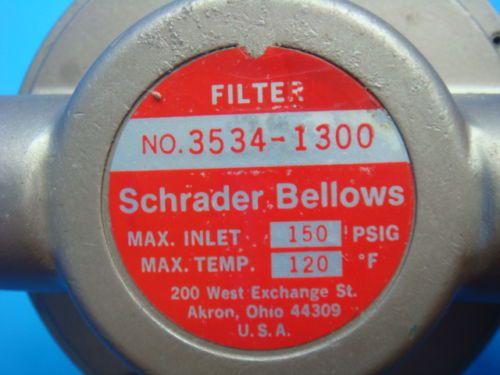 FILTER
NO. 3534-1300
Schrader Bellows
MAX. INLET 150 PSIG
MAX. TEMP. 120 °F
200 West Exchange St.
Akron, Ohio 44309
U.S.A.